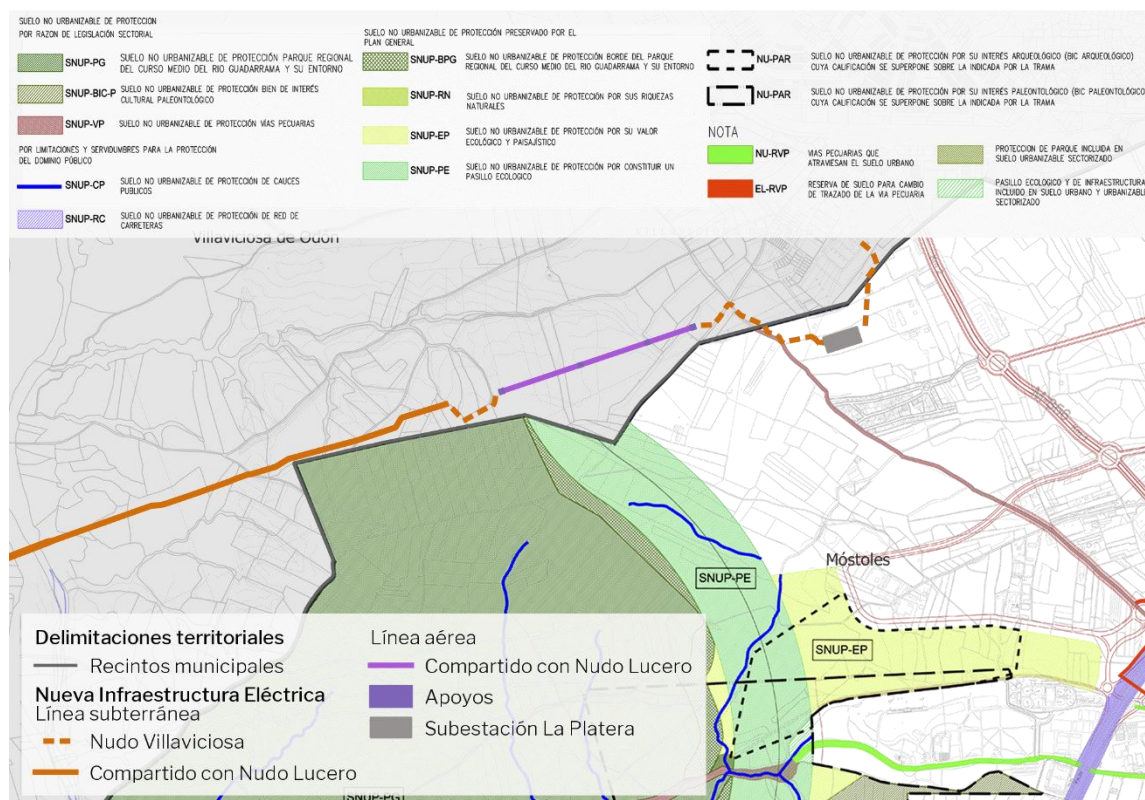 SUELO NO URBANIZABLE DE PROTECCION
POR RAZON DE LEGISLACIÓN SECTORIAL
SNUP-PG
SUELO NO URBANIZABLE DE PROTECCIÓN PARQUE REGIONAL
DEL CURSO MEDIO DEL RIO GUADARRAMA Y SU ENTORNO
SNUP-BIC-P
SUELO NO URBANIZABLE DE PROTECCIÓN BIEN DE INTERÉS
CULTURAL PALEONTOLÓGICO
SNUP-VP
SUELO NO URBANIZABLE DE PROTECCIÓN VÍAS PECUARIAS
POR LIMITACIONES Y SERVIDUMBRES PARA LA PROTECCIÓN
DEL DOMINIO PÚBLICO
SNUP-CP
SUELO NO URBANIZABLE DE PROTECCIÓN DE CAUCES
PUBLICOS
SNUP-RC
SUELO NO URBANIZABLE DE PROTECCIÓN DE RED DE
CARRETERAS
SUELO NO URBANIZABLE DE PROTECCIÓN PRESERVADO POR EL
PLAN GENERAL
SNUP-BPG
SUELO NO URBANIZABLE DE PROTECCIÓN BORDE DEL PARQUE
REGIONAL DEL CURSO MEDIO DEL RIO GUADARRAMA Y SU ENTORNO
SNUP-RN
SUELO NO URBANIZABLE DE PROTECCIÓN POR SUS RIQUEZAS
NATURALES
SNUP-EP
SUELO NO URBANIZABLE DE PROTECCIÓN POR SU VALOR
ECOLÓGICO Y PAISAJÍSTICO
SNUP-PE
SUELO NO URBANIZABLE DE PROTECCIÓN POR CONSTITUIR UN
PASILLO ECOLOGICO
NU-PAR
SUELO NO URBANIZABLE DE PROTECCIÓN POR SU INTERÉS ARQUEOLÓGICO (BIC ARQUEOLÓGICO)
CUYA CALIFICACIÓN SE SUPERPONE SOBRE LA INDICADA POR LA TRAMA
NU-PAR
SUELO NO URBANIZABLE DE PROTECCIÓN POR SU INTERÉS PALEONTOLÓGICO (BIC PALEONTOLÓGICO)
CUYA CALIFICACIÓN SE SUPERPONE SOBRE LA INDICADA POR LA TRAMA
NOTA
NU-RVP
VIAS PECUARIAS QUE
ATRAVIESAN EL SUELO URBANO
EL-RVP
RESERVA DE SUELO PARA CAMBIO
DE TRAZADO DE LA VIA PECUARIA
PROTECCION DE PARQUE INCLUIDA EN
SUELO URBANIZABLE SECTORIZADO
PASILLO ECOLOGICO Y DE INFRAESTRUCTURA
INCLUIDO EN SUELO URBANO Y URBANIZABLE
SECTORIZADO
Villaviciosa de Odón
Móstoles
SNUP-PE
SNUP-EP
Delimitaciones territoriales
Recintos municipales
Nueva Infraestructura Eléctrica
Línea subterránea
Nudo Villaviciosa
Compartido con Nudo Lucero
Línea aérea
Compartido con Nudo Lucero
Apoyos
Subestación La Platera
SNUP-PG